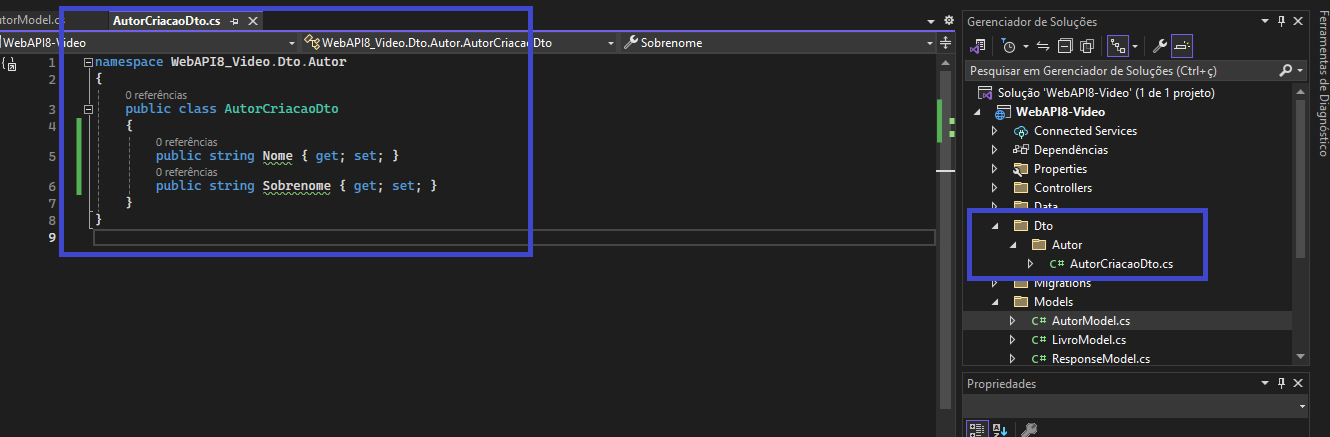 utorModel.cs
AutorCriacaoDto.cs
WebAPI8-Video
WebAPI8_Video.Dto.Autor.AutorCriacaoDto
Sobrenome
1 namespace WebAPI8_Video.Dto.Autor
2 {
0 referências
3 public class AutorCriacaoDto
4 {
0 referências
5 public string Nome { get; set; }
0 referências
6 public string Sobrenome { get; set; }
7 }
8 }
9
Gerenciador de Soluções
Pesquisar em Gerenciador de Soluções (Ctrl+ç)
Solução 'WebAPI8-Video' (1 de 1 projeto)
WebAPI8-Video
Connected Services
Dependências
Properties
Controllers
Data
Dto
Autor
C# AutorCriacaoDto.cs
Migrations
Models
C# AutorModel.cs
C# LivroModel.cs
C# ResponseModel.cs
Propriedades
Ferramentas de Diagnóstico